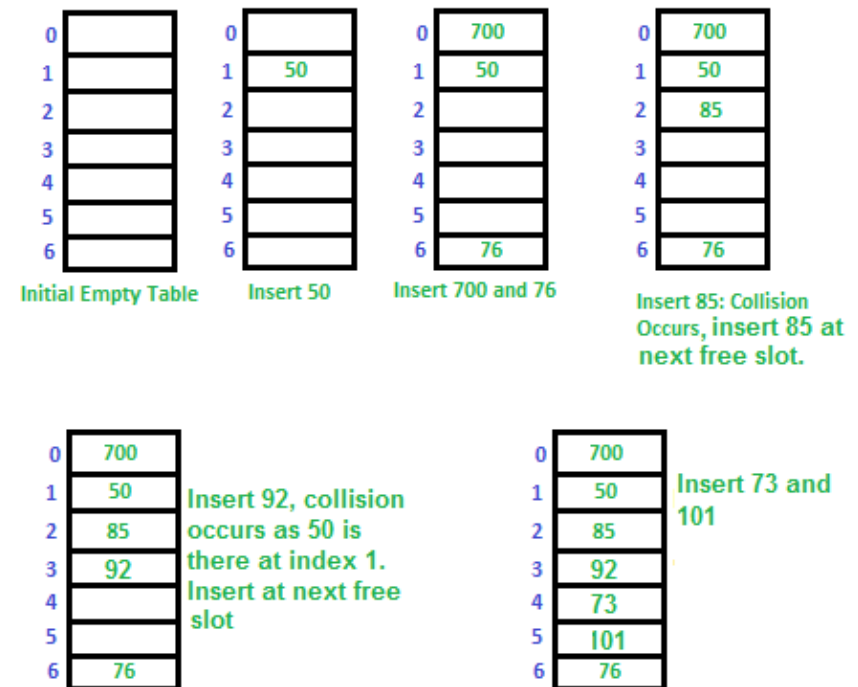 0 0 0 700 0 700
1 1 50 1 50 1 50
2 2 2 2 85
3 3 3 3
4 4 4 4
5 5 5 5
6 6 6 76 6 76
Initial Empty Table
Insert 50
Insert 700 and 76
Insert 85: Collision
Occurs, insert 85 at
next free slot.
0 700
1 50
2 85
3 92
4
5
6 76
Insert 92, collision
occurs as 50 is
there at index 1.
Insert at next free
slot
0 700
1 50
2 85
3 92
4 73
5 101
6 76
Insert 73 and
101